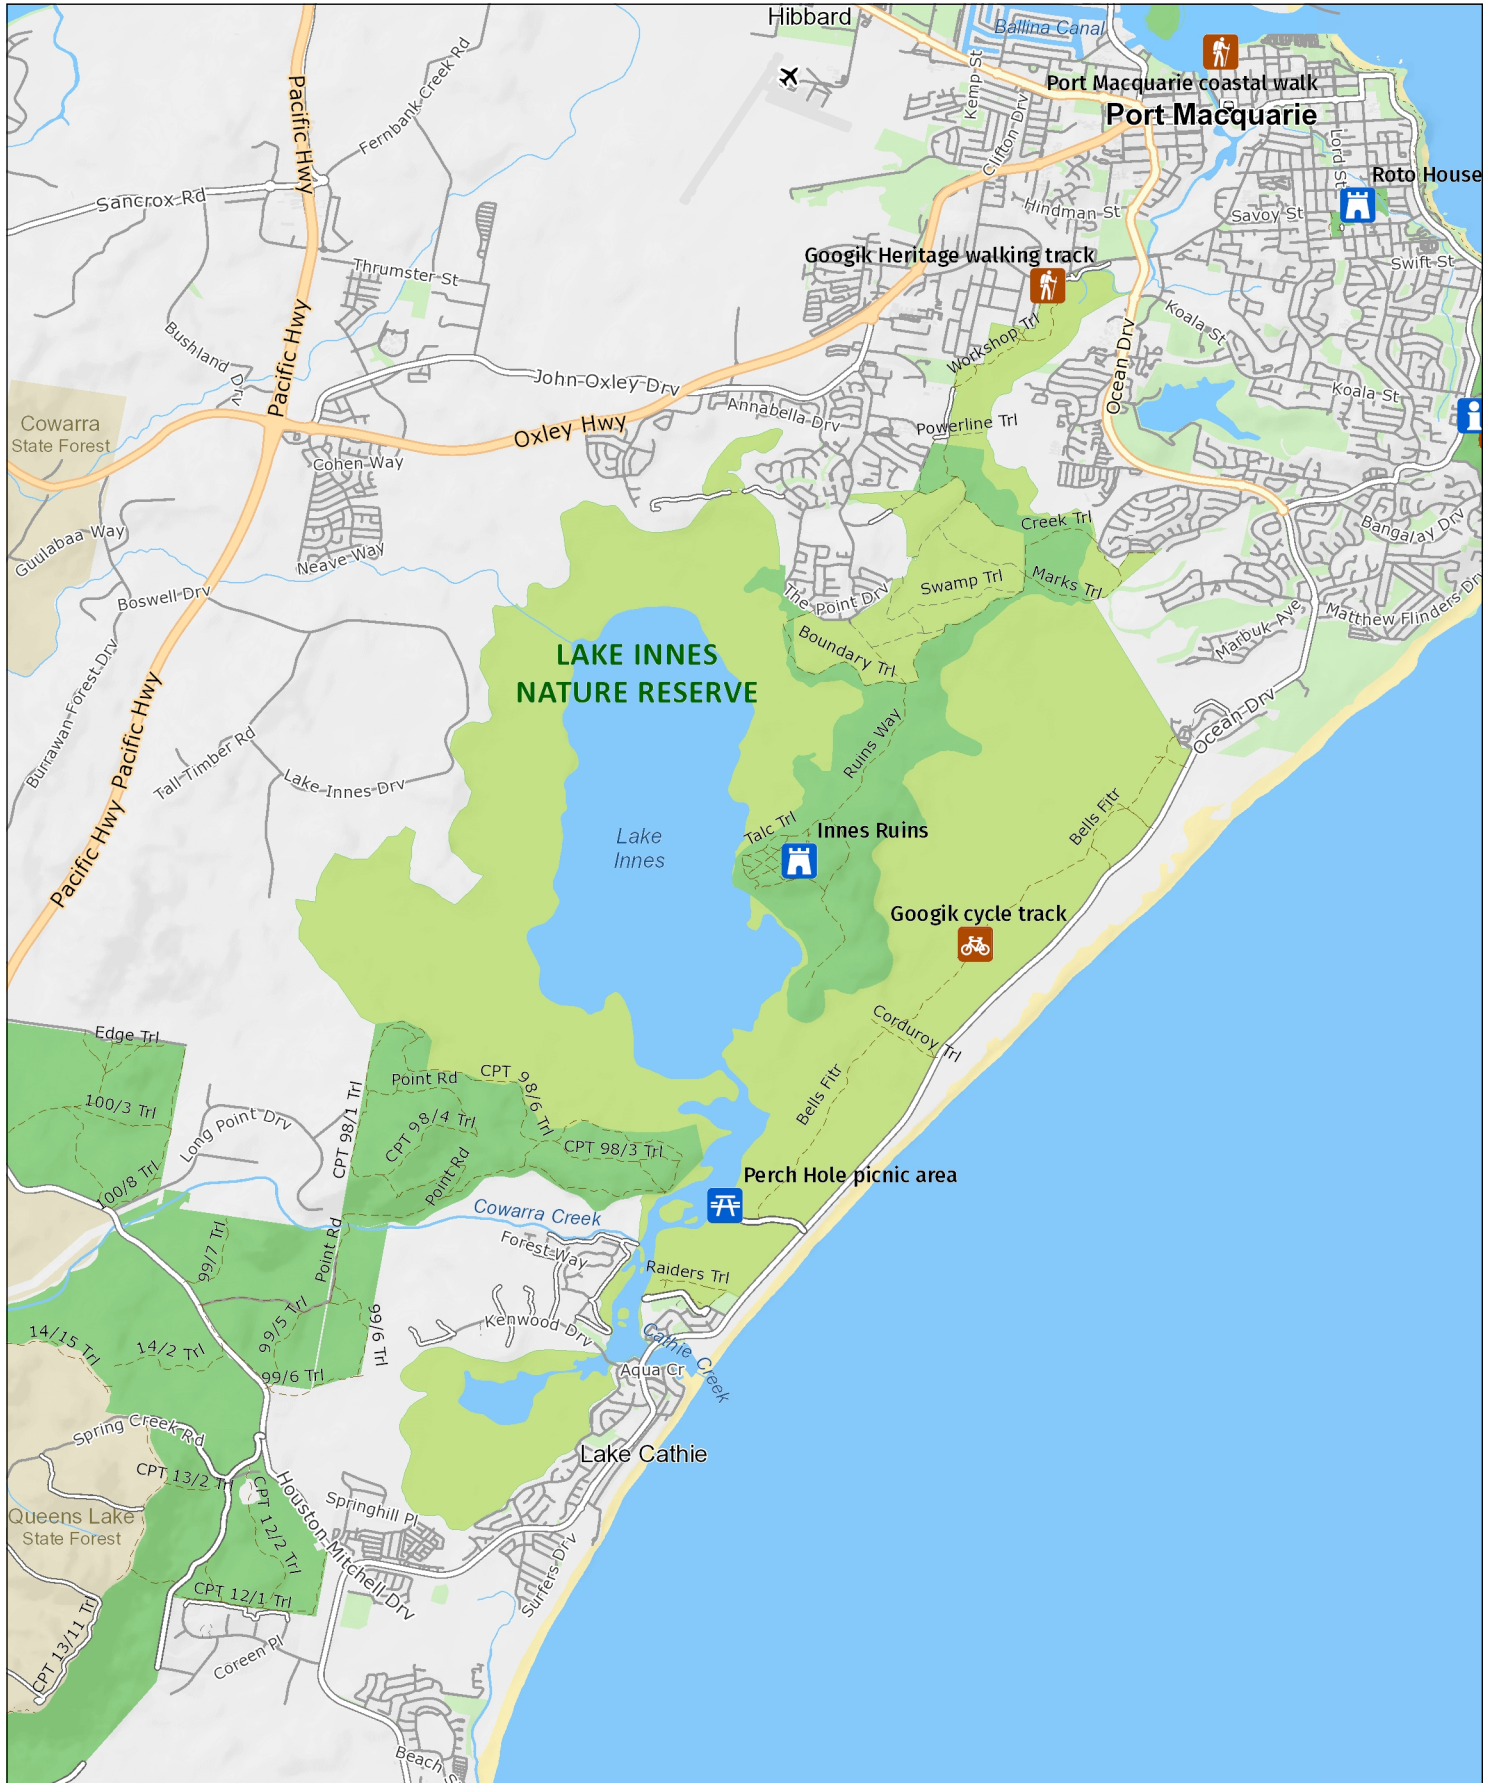 Hibbard
Ballina Canal
Port Macquarie coastal walk
Port Macquarie
Kemp St
Clifton Drv
Lord St
Roto House
Pacific Hwy
Fernbank Creek Rd
Sancrox Rd
Hindman St
Savoy St
Swift St
Googik Heritage walking track
Thrumster St
Koala St
Workshop Trl
Bushland Drv
Pacific Hwy
Ocean Drv
John Oxley Drv
Koala St
Annabella Drv
Powerline Trl
Oxley Hwy
Cowarra
State Forest
Cohen Way
Creek Trl
Bangalay Drv
Guulabaa Way
Neave Way
Swamp Trl
Marks Trl
The Point Drv
Boswell Drv
Matthew Flinders Drv
Marbuk Ave
Boundary Trl
LAKE INNES
NATURE RESERVE
Burrawan Forest Drv
Pacific Hwy
Pacific Hwy
Ruins Way
Ocean Drv
Tall Timber Rd
Lake Innes Drv
Talc Trl
Innes Ruins
Bells Fitr
Lake
Innes
Googik cycle track
Corduroy Trl
Edge Trl
Point Rd
CPT 98/6 Trl
Bells Fitr
100/3 Trl
Long Point Drv
CPT 98/1 Trl
CPT 98/4 Trl
CPT 98/3 Trl
100/8 Trl
Point Rd
Perch Hole picnic area
Cowarra Creek
99/7 Trl
Point Rd
Forest Way
Raiders Trl
99/5 Trl
99/6 Trl
14/15 Trl
14/2 Trl
Kenwood Drv
Cathie Creek
Aqua Cr
99/6 Trl
Spring Creek Rd
Lake Cathie
CPT 13/2 Trl
Houston Mitchell Drv
CPT 12/2 Trl
Springhill Pl
Queens Lake
State Forest
Surfers Drv
CPT 12/1 Trl
CPT 13/11 Trl
Coreen Pl
Beach S